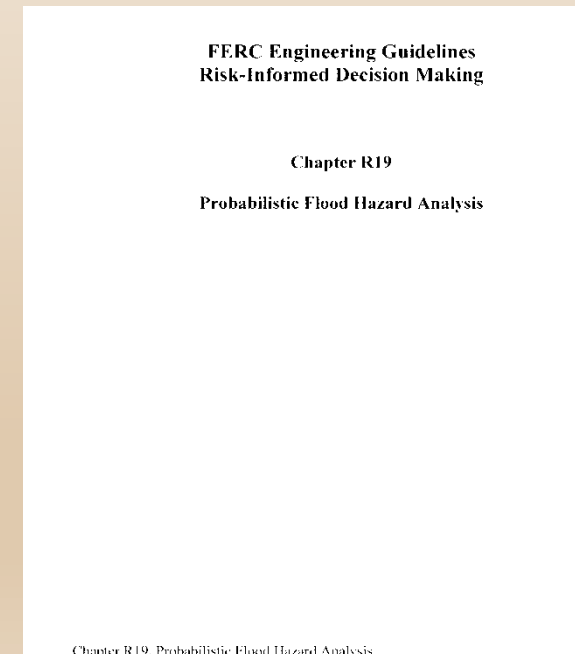 FERC Engineering Guidelines
Risk-Informed Decision Making
Chapter R19
Probabilistic Flood Hazard Analysis
Chapter R19. Probabilistic Flood Hazard Analysis